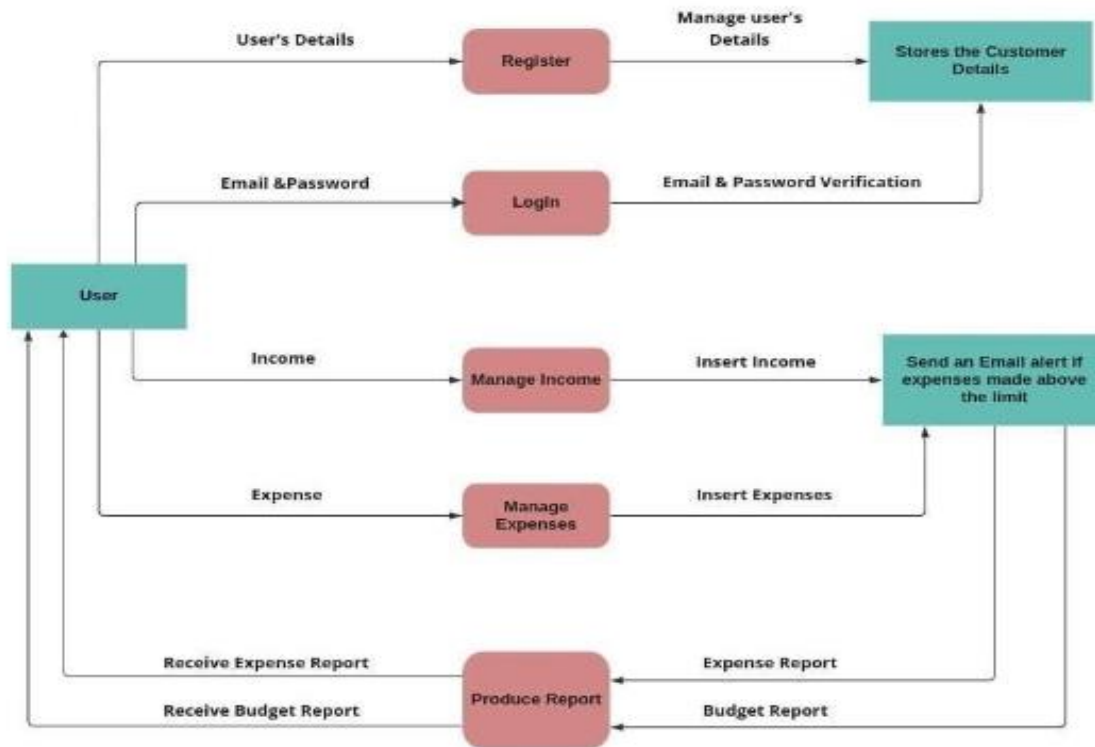 User's Details
Register
Manage user's
Details
Stores the Customer
Details
Email &Password
LogIn
Email & Password Verification
User
Income
Manage Income
Insert Income
Send an Email alert if
expenses made above
the limit
Expense
Manage
Expenses
Insert Expenses
Receive Expense Report
Expense Report
Produce Report
Receive Budget Report
Budget Report